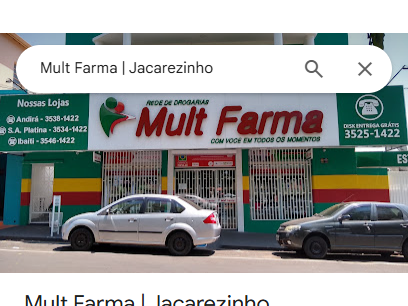 Mult Farma | Jacarezinho
Nossas Lojas
Andirá - 3538-1422
S.A. Platina - 3534-1422
Ibaiti - 3546-1422
REDE DE DROGARIAS
Mult Farma
COM VOCÊ EM TODOS OS MOMENTOS
DISK ENTREGA GRÁTIS
3525-1422
EST
Mult Farma | Jacarezinho